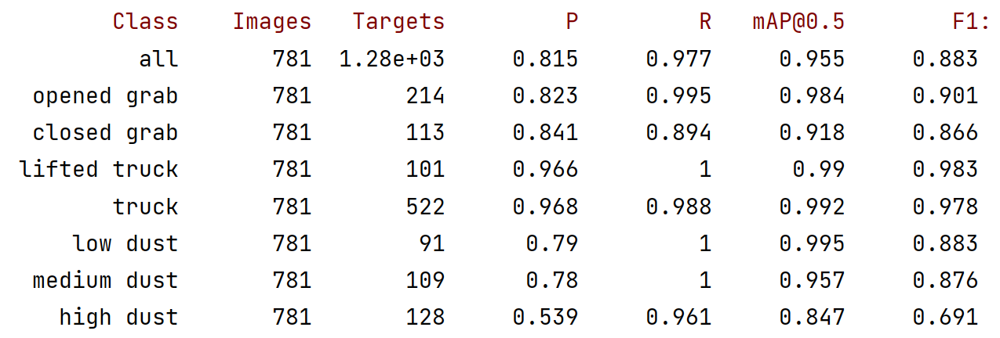 Class Images Targets P R mAP@0.5 F1:
all 781 1.28e+03 0.815 0.977 0.955 0.883
opened grab 781 214 0.823 0.995 0.984 0.901
closed grab 781 113 0.841 0.894 0.918 0.866
lifted truck 781 101 0.966 1 0.99 0.983
truck 781 522 0.968 0.988 0.992 0.978
low dust 781 91 0.79 1 0.995 0.883
medium dust 781 109 0.78 1 0.957 0.876
high dust 781 128 0.539 0.961 0.847 0.691